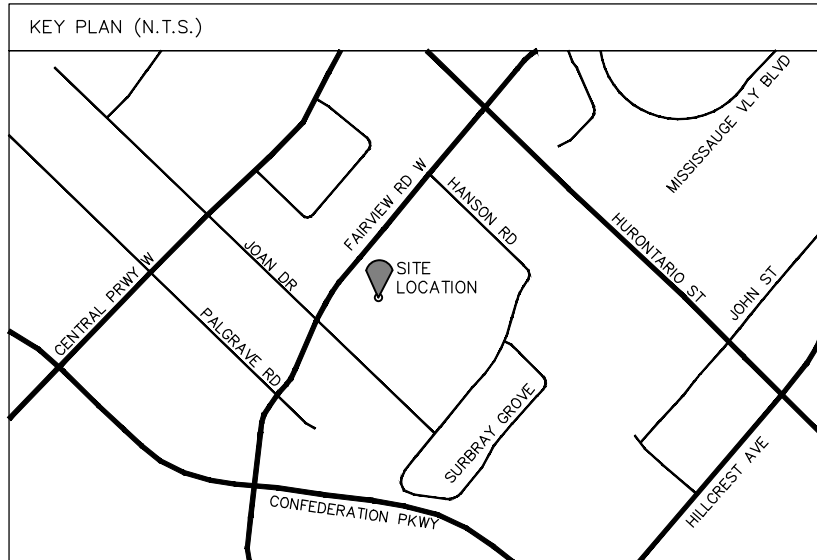 KEY PLAN (N.T.S.)
MISSISSAUGE VLY BLVD
FAIRVIEW RD W
HANSON RD
HURONTARIO ST
JOAN DR
SITE
LOCATION
CENTRAL PRWY W
PALGRAVE RD
JOHN ST
SURBRAY GROVE
HILLCREST AVE
CONFEDERATION PKWY